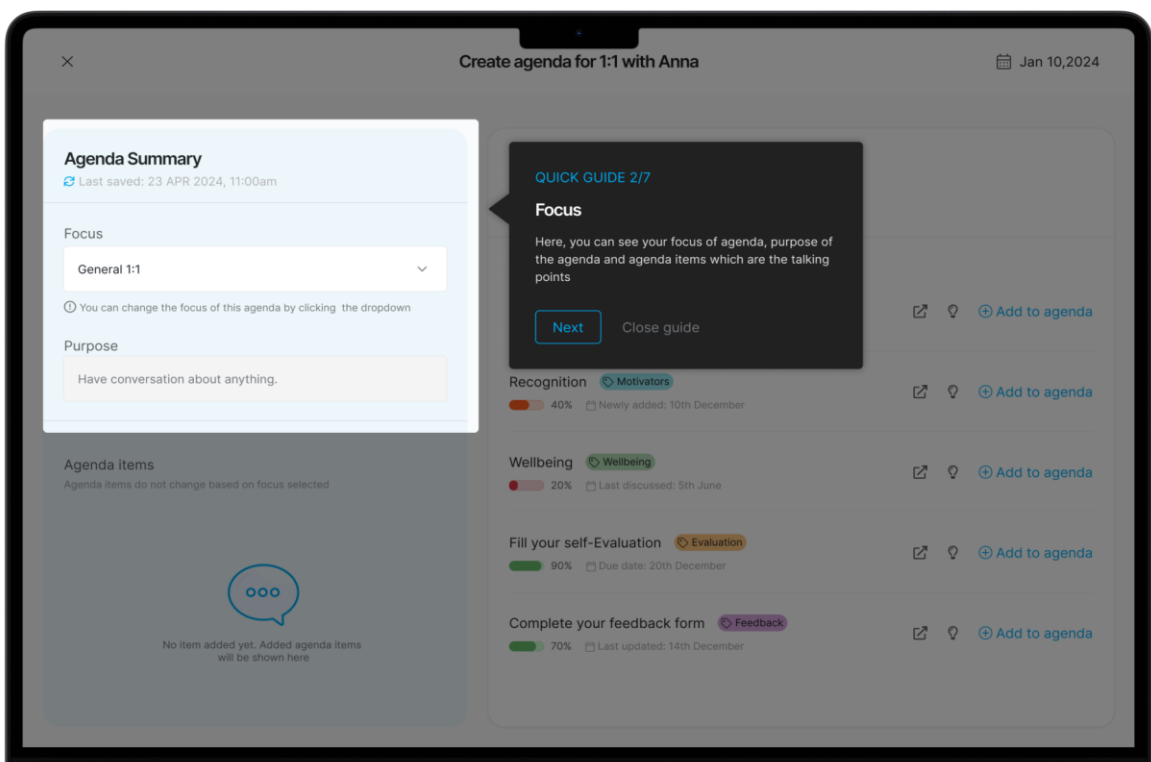 Create agenda for 1:1 with Anna
Jan 10,2024
Agenda Summary
Last saved: 23 APR 2024, 11:00am
Focus
General 1:1
You can change the focus of this agenda by clicking the dropdown
Purpose
Have conversation about anything.
Agenda items
Agenda items do not change based on focus selected
No item added yet. Added agenda items
will be shown here
QUICK GUIDE 2/7
Focus
Here, you can see your focus of agenda, purpose of
the agenda and agenda items which are the talking
points
Next
Close guide
Add to agenda
Recognition
Motivators
40%
Newly added: 10th December
Add to agenda
Wellbeing
Wellbeing
20%
Last discussed: 5th June
Add to agenda
Fill your self-Evaluation
Evaluation
90%
Due date: 20th December
Add to agenda
Complete your feedback form
Feedback
70%
Last updated: 14th December
Add to agenda